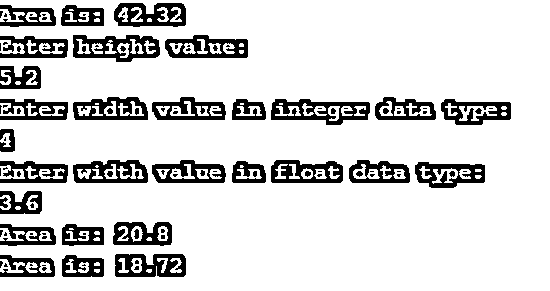 Area is: 42.32
Enter height value:
5.2
Enter width value in integer data type:
4
Enter width value in float data type:
3.6
Area is: 20.8
Area is: 18.72